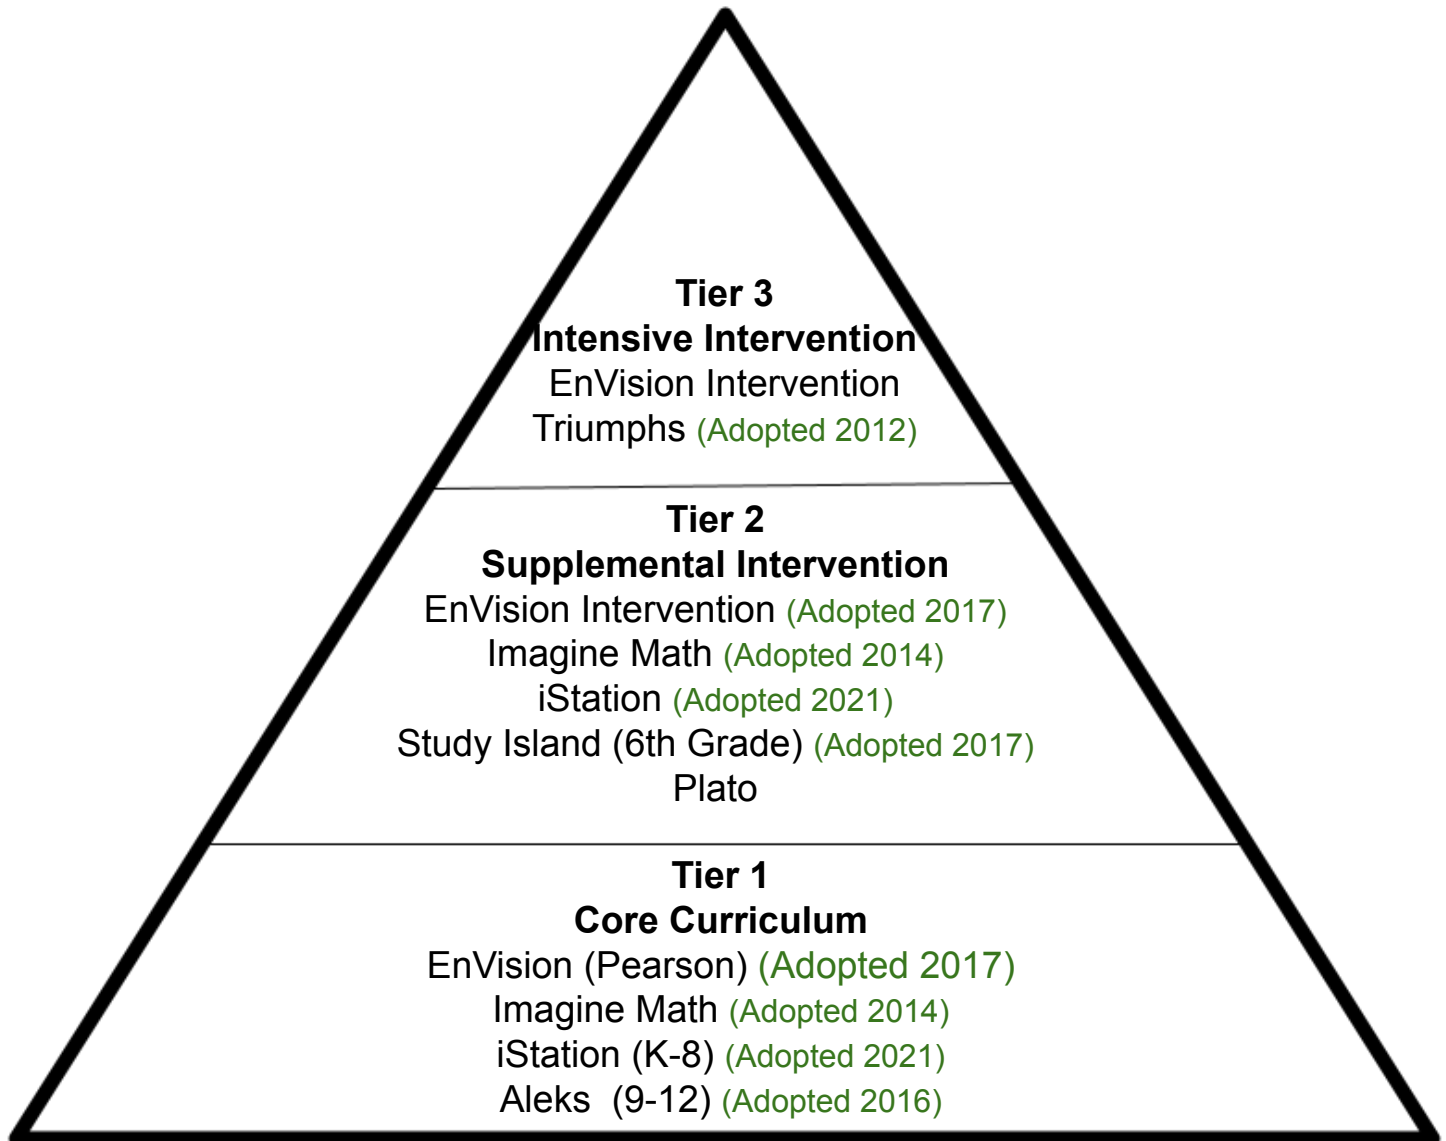 Tier 3
Intensive Intervention
EnVision Intervention
Triumphs (Adopted 2012)
Tier 2
Supplemental Intervention
EnVision Intervention (Adopted 2017)
Imagine Math (Adopted 2014)
iStation (Adopted 2021)
Study Island (6th Grade) (Adopted 2017)
Plato
Tier 1
Core Curriculum
EnVision (Pearson) (Adopted 2017)
Imagine Math (Adopted 2014)
iStation (K-8) (Adopted 2021)
Aleks  (9-12) (Adopted 2016)